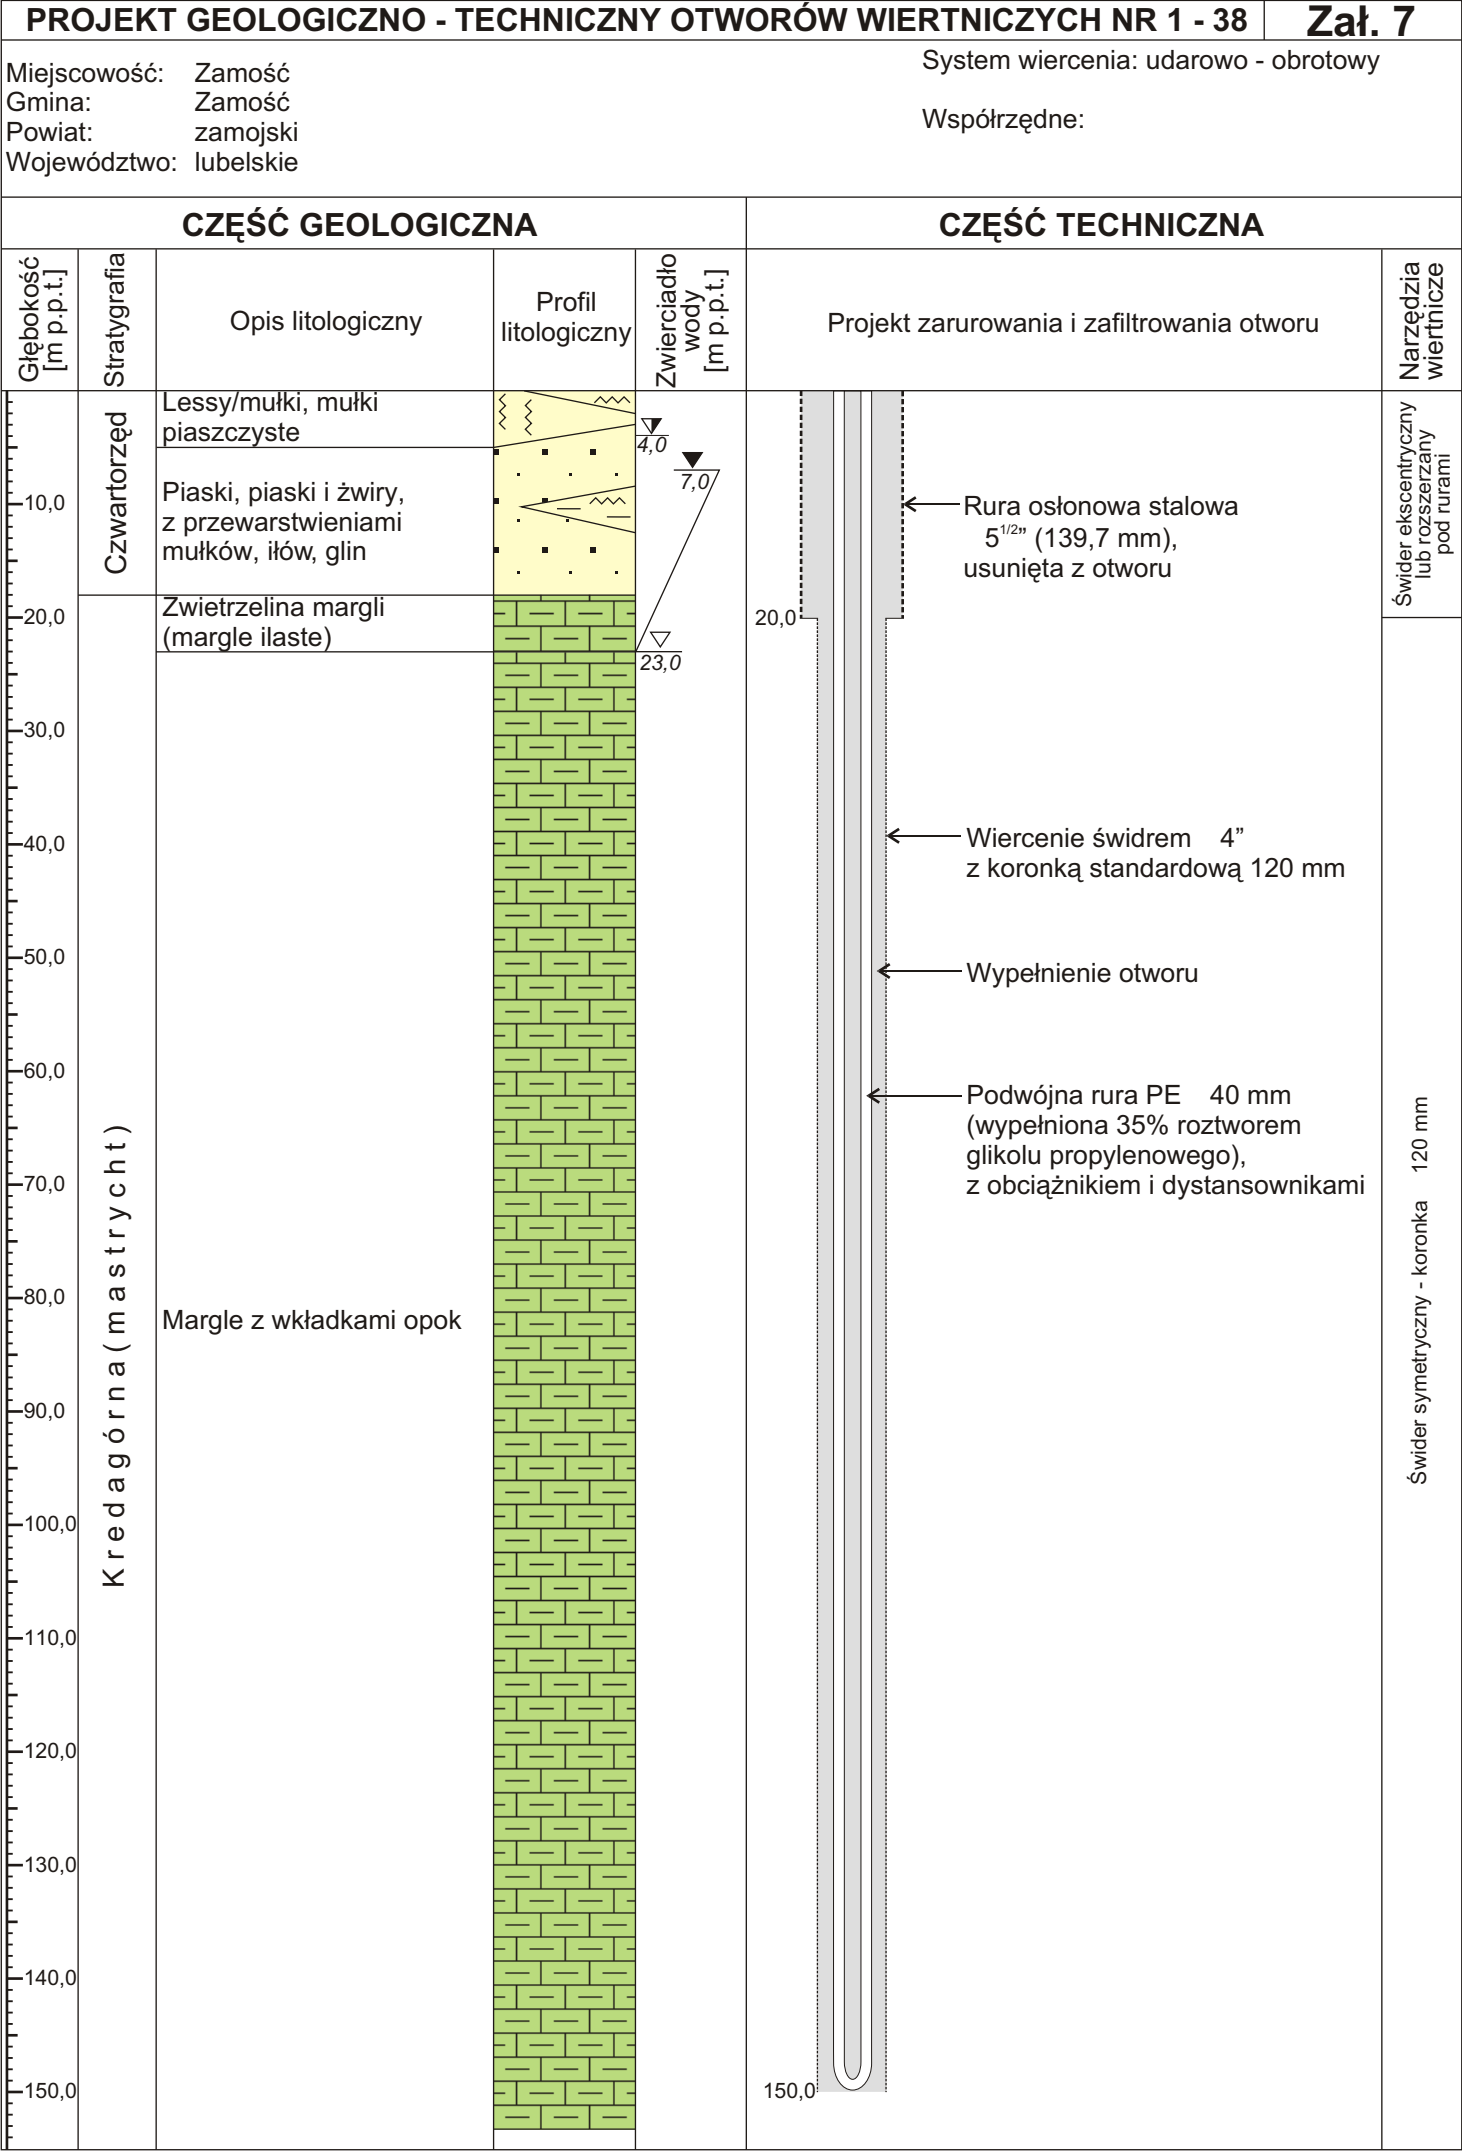 PROJEKT GEOLOGICZNO - TECHNICZNY OTWORÓW WIERTNICZYCH NR 1 - 38
Zał. 7
Miejscowość: Zamość
Gmina: Zamość
Powiat: zamojski
Województwo: lubelskie
System wiercenia: udarowo - obrotowy
Współrzędne:
CZĘŚĆ GEOLOGICZNA
CZĘŚĆ TECHNICZNA
Głębokość
[m p.p.t.]
Stratygrafia
Opis litologiczny
Profil
litologiczny
Zwierciadło
wody
[m p.p.t.]
Projekt zarurowania i zafiltrowania otworu
Narzędzia
wiertnicze
10,0
20,0
30,0
40,0
50,0
60,0
70,0
80,0
90,0
100,0
110,0
120,0
130,0
140,0
150,0
Czwartorzęd
Kreda górna (mastrycht)
Lessy/mułki, mułki
piaszczyste
Piaski, piaski i żwiry,
z przewarstwieniami
mułków, iłów, glin
Zwietrzelina margli
(margle ilaste)
Margle z wkładkami opok
4,0
7,0
23,0
20,0
150,0
Rura osłonowa stalowa
5 1/2" (139,7 mm),
usunięta z otworu
Wiercenie świdrem 4”
z koronką standardową 120 mm
Wypełnienie otworu
Podwójna rura PE 40 mm
(wypełniona 35% roztworem
glikolu propylenowego),
z obciążnikiem i dystansownikami
Świder ekscentryczny
lub rozszerzany
pod rurami
Świder symetryczny - koronka 120 mm